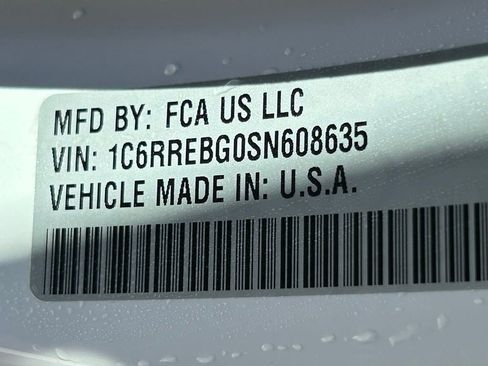 MFD BY: FCA US LLC
VIN: 1C6RREBG0SN608635
VEHICLE MADE IN: U.S.A.